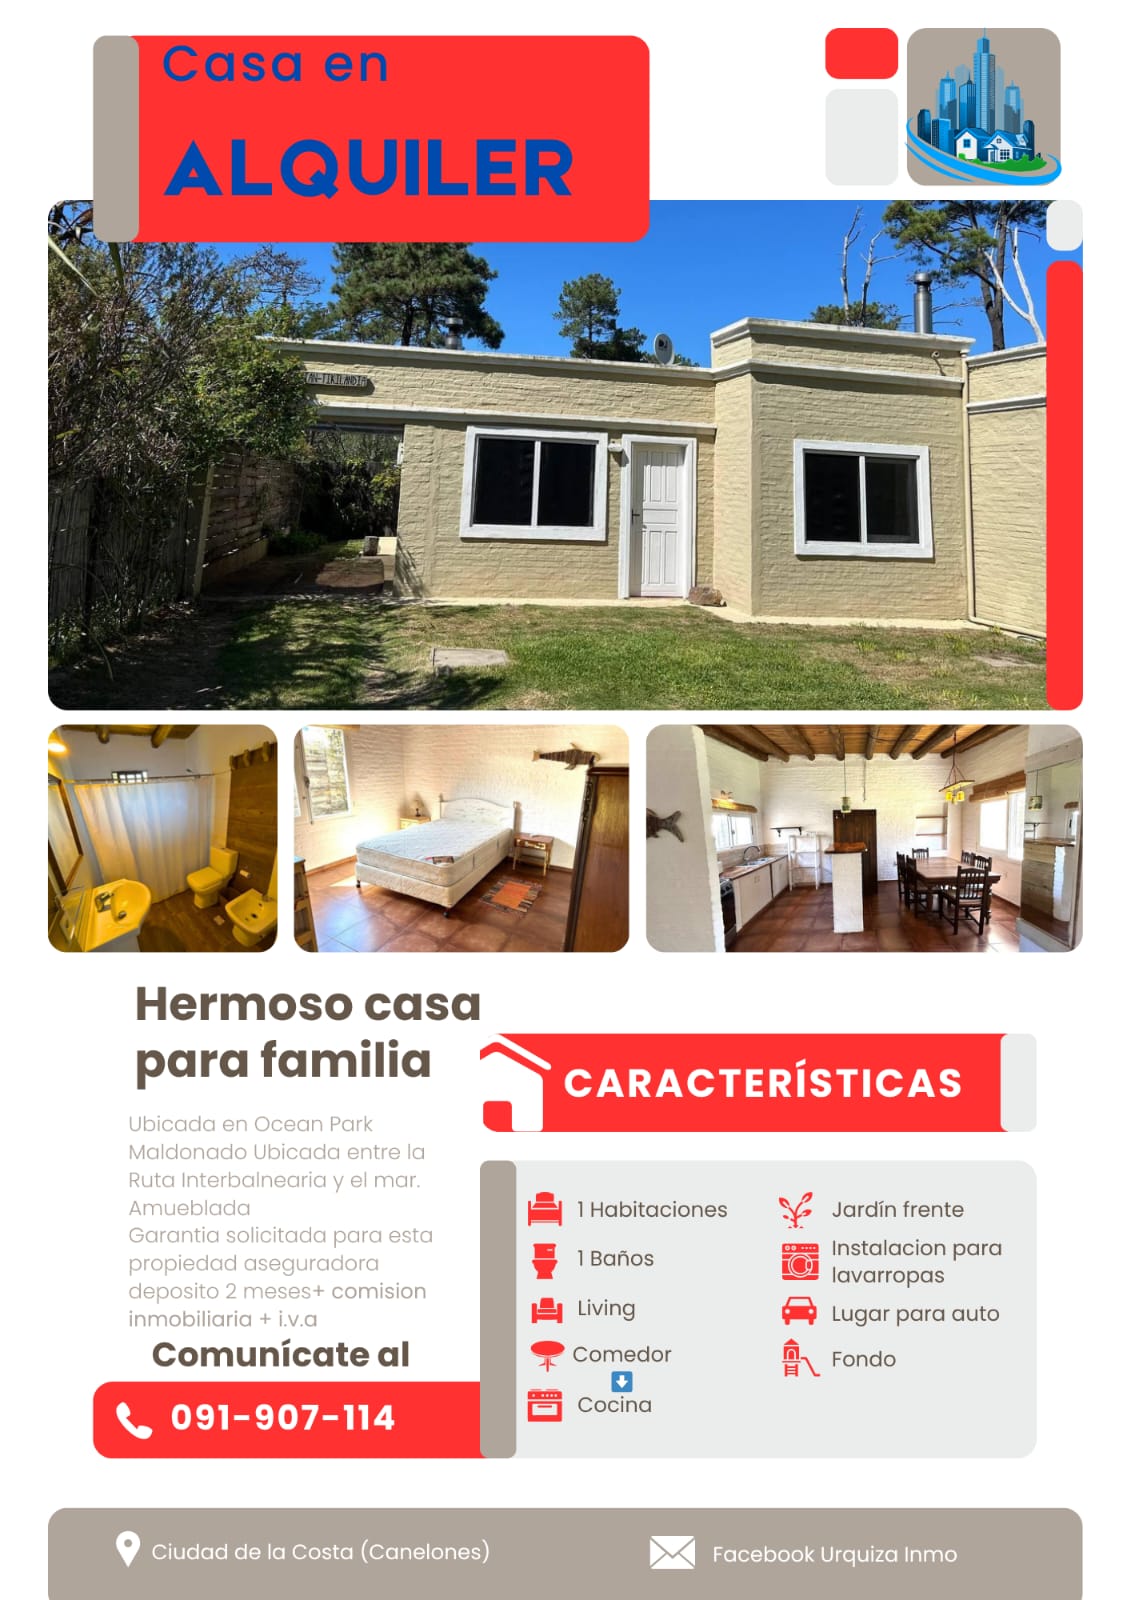 Casa en
ALQUILER
Hermoso casa
para familia
Ubicada en Ocean Park
Maldonado Ubicada entre la
Ruta Interbalnearia y el mar.
Amueblada
Garantia solicitada para esta
propiedad aseguradora
deposito 2 meses+ comision
inmobiliaria + i.v.a
Comunícate al
091-907-114
CARACTERÍSTICAS
1 Habitaciones
1 Baños
Living
Comedor
Cocina
Jardín frente
Instalacion para
lavarropas
Lugar para auto
Fondo
Ciudad de la Costa (Canelones)
Facebook Urquiza Inmo